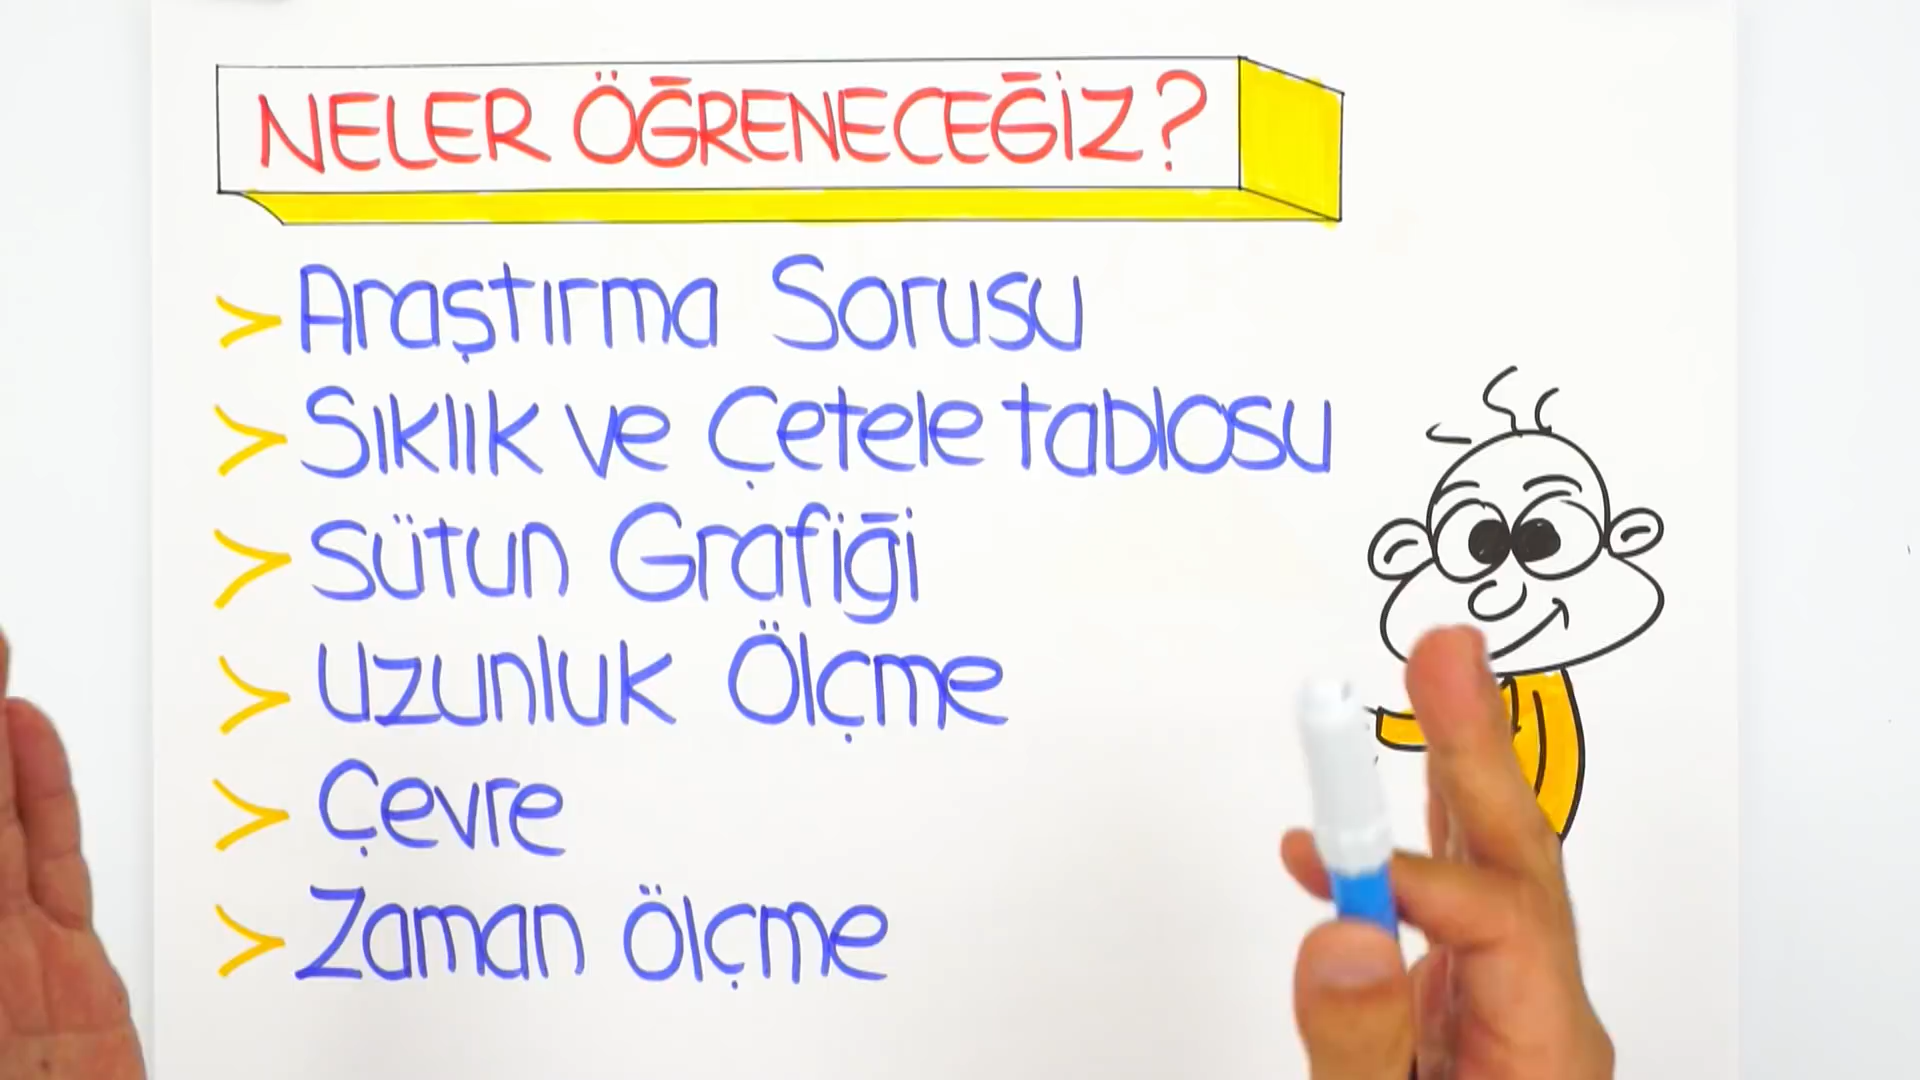 NELER ÖĞRENECEĞİZ?
> Araştırma Sorusu
> Sıklık ve Çetele tablosu
> Sütun Grafiği
> Uzunluk Ölçme
> Çevre
> Zaman Ölçme